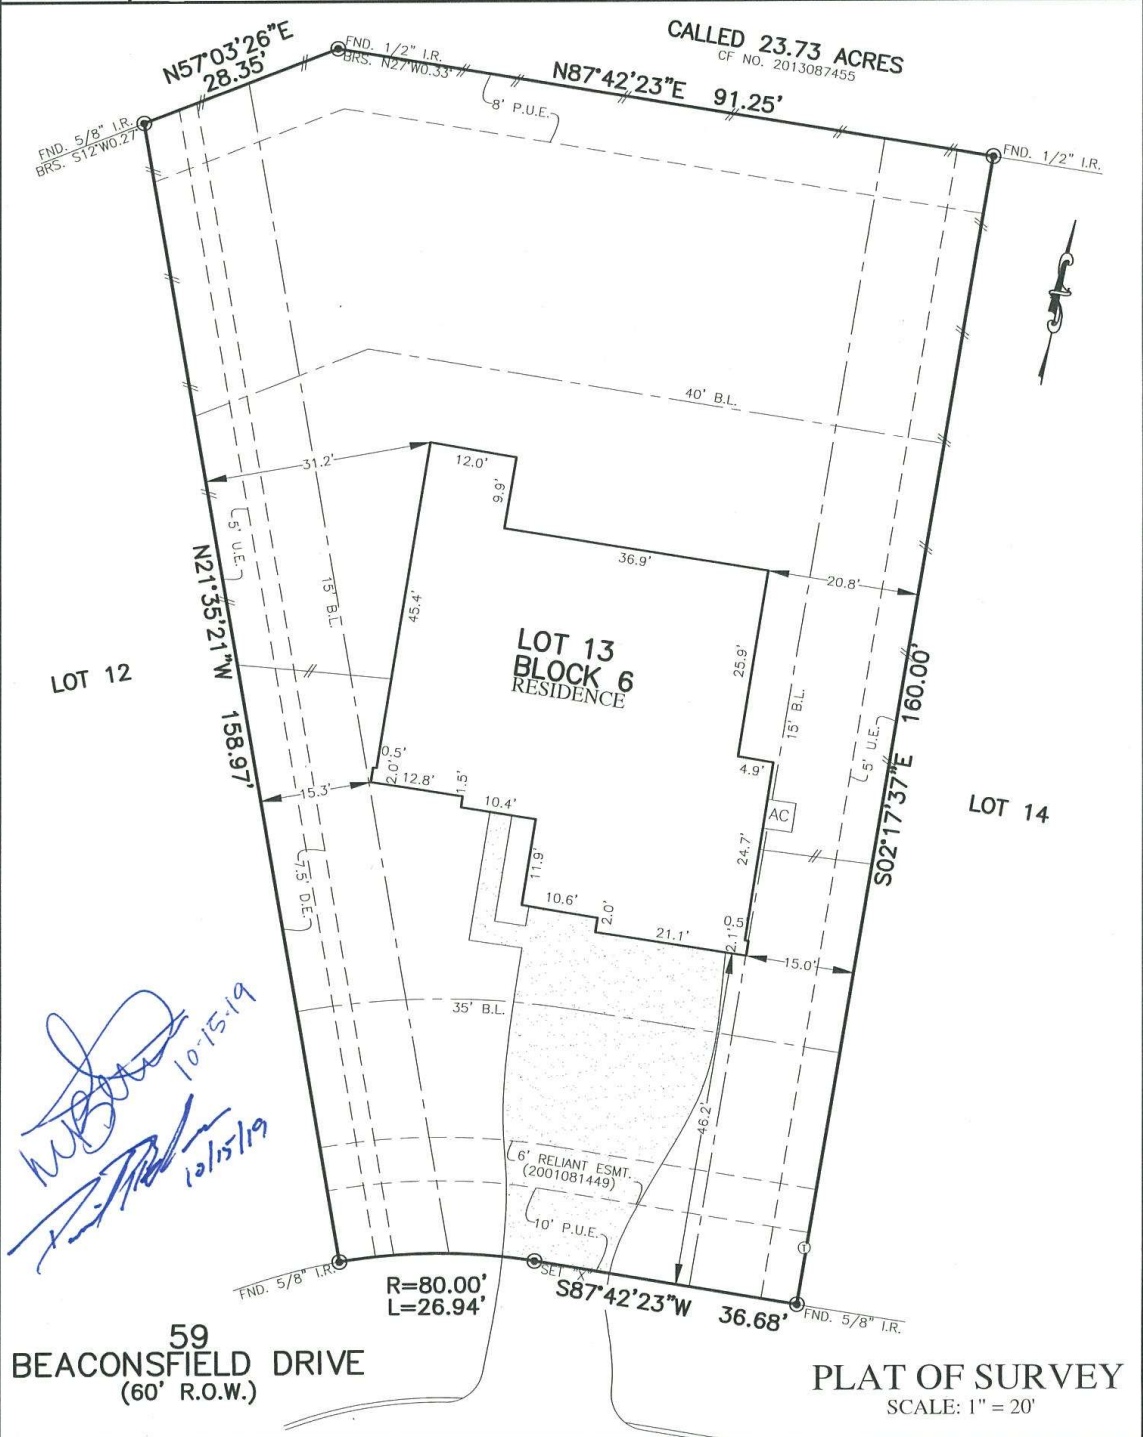 CALLED 23.73 ACRES
CF NO. 2013087455
N57°03'26"E
28.35'
FND. 1/2" I.R.
BRS. N27°W0.33'
N87°42'23"E 91.25'
8' P.U.E.
FND. 5/8" I.R.
BRS. S12°W0.27'
FND. 1/2" I.R.
40' B.L.
31.2'
12.0'
9.9'
36.9'
20.8'
5' U.E.
N21°35'21"W 158.97'
15' B.L.
45.4'
LOT 13
BLOCK 6
RESIDENCE
25.9'
LOT 12
15' B.L.
S02°17'37"E 160.00'
5' U.E.
0.5'
2.0'
12.8'
1.5'
10.4'
4.9'
15.3'
AC
LOT 14
24.7'
11.9'
7.5' D.E.
10.6'
2.0'
21.1'
0.5'
2.1'
15.0'
35' B.L.
10-15-19
46.2'
10/15/19
6' RELIANT ESMT.
(2001081449)
10' P.U.E.
T
FND. 5/8" I.R.
SET "X"
R=80.00'
L=26.94'
S87°42'23"W 36.68'
FND. 5/8" I.R.
59
BEACONSFIELD DRIVE
(60' R.O.W.)
PLAT OF SURVEY
SCALE: 1" = 20'